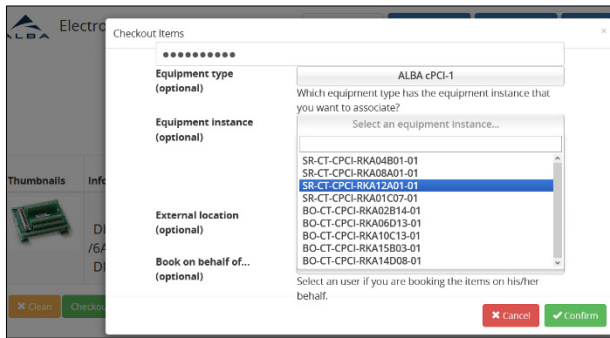 ALBA
Electro
Checkout Items
×
••••••••••
Equipment type
(optional)
ALBA cPCI-1
Which equipment type has the equipment instance that
you want to associate?
Equipment instance
(optional)
Select an equipment instance...
SR-CT-CPCI-RKA04B01-01
SR-CT-CPCI-RKA08A01-01
SR-CT-CPCI-RKA12A01-01
SR-CT-CPCI-RKA01C07-01
BO-CT-CPCI-RKA02B14-01
BO-CT-CPCI-RKA06D13-01
BO-CT-CPCI-RKA10C13-01
BO-CT-CPCI-RKA15B03-01
BO-CT-CPCI-RKA14D08-01
Thumbnails
Info
DI
/6A
DI
External location
(optional)
Book on behalf of...
(optional)
Select an user if you are booking the items on his/her
behalf.
✖ Clean
Checkou
✖ Cancel
✔ Confirm